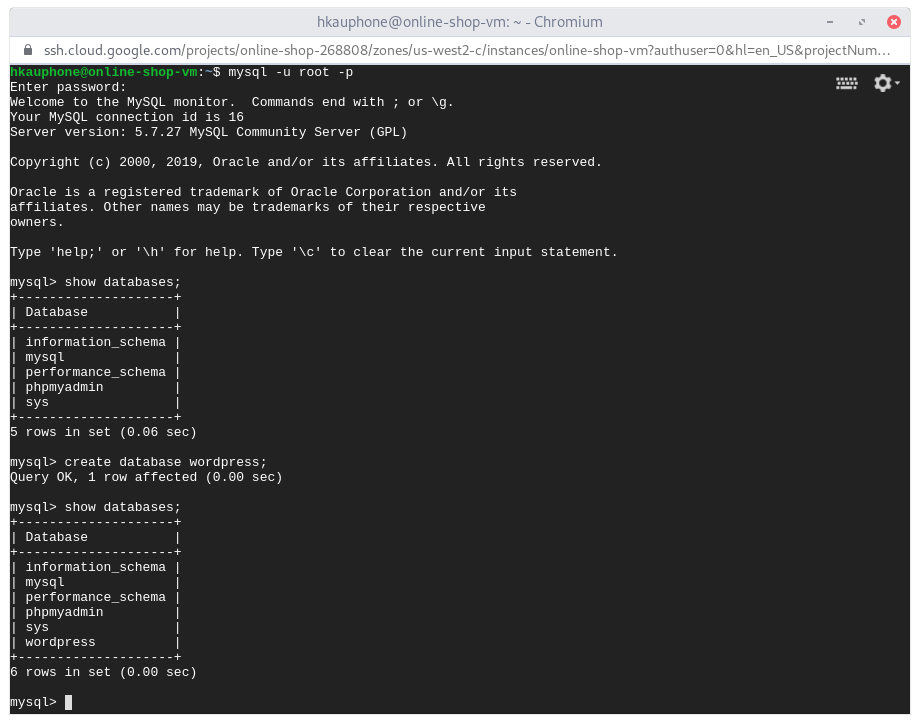 hkauphone@online-shop-vm: ~ - Chromium
ssh.cloud.google.com/projects/online-shop-268808/zones/us-west2-c/instances/online-shop-vm?authuser=0&hl=en_US&projectNum...
hkauphone@online-shop-vm:~$ mysql -u root -p
Enter password:
Welcome to the MySQL monitor.  Commands end with ; or \g.
Your MySQL connection id is 16
Server version: 5.7.27 MySQL Community Server (GPL)

Copyright (c) 2000, 2019, Oracle and/or its affiliates. All rights reserved.

Oracle is a registered trademark of Oracle Corporation and/or its
affiliates. Other names may be trademarks of their respective
owners.

Type 'help;' or '\h' for help. Type '\c' to clear the current input statement.

mysql> show databases;
+--------------------+
| Database           |
+--------------------+
| information_schema |
| mysql              |
| performance_schema |
| phpmyadmin         |
| sys                |
+--------------------+
5 rows in set (0.06 sec)

mysql> create database wordpress;
Query OK, 1 row affected (0.00 sec)

mysql> show databases;
+--------------------+
| Database           |
+--------------------+
| information_schema |
| mysql              |
| performance_schema |
| phpmyadmin         |
| sys                |
| wordpress          |
+--------------------+
6 rows in set (0.00 sec)

mysql>